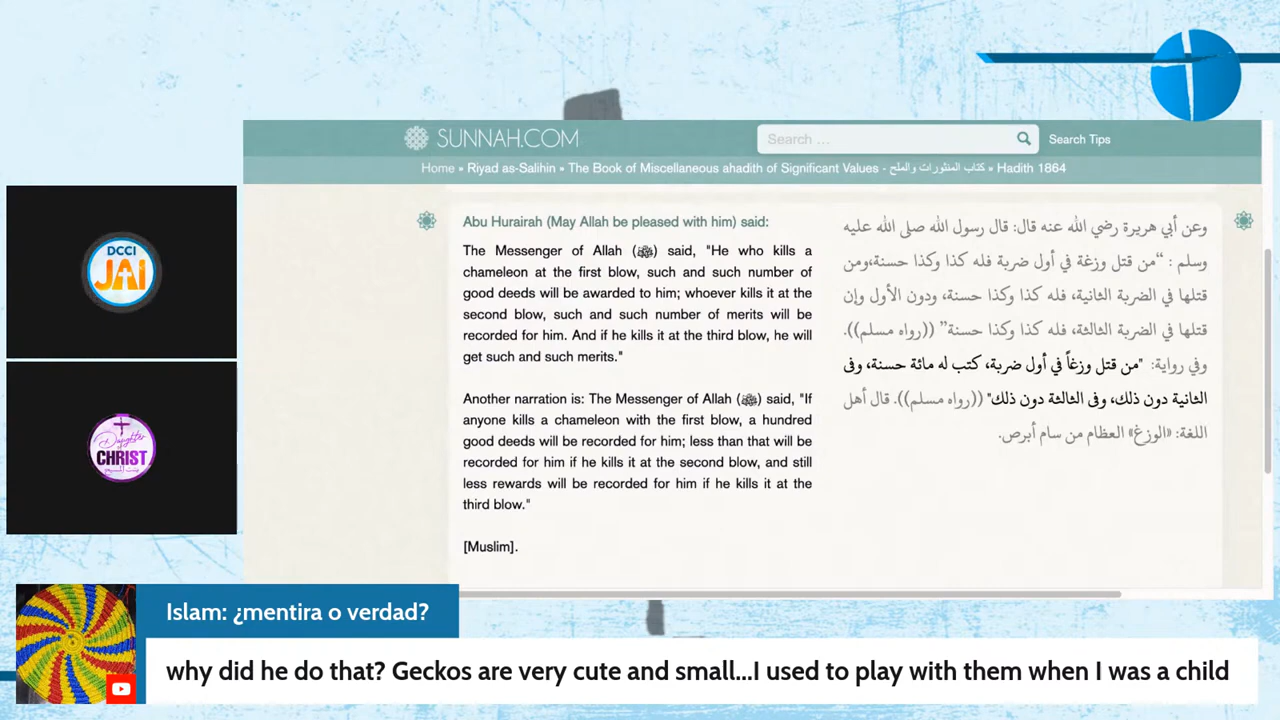 SUNNAH.COM
Search ...
Search Tips
Home » Riyad as-Salihin » The Book of Miscellaneous ahadith of Significant Values - كتاب المنثورات والملح » Hadith 1864
Abu Hurairah (May Allah be pleased with him) said:
The Messenger of Allah (ﷺ) said, "He who kills a
chameleon at the first blow, such and such number of
good deeds will be awarded to him; whoever kills it at the
second blow, such and such number of merits will be
recorded for him. And if he kills it at the third blow, he will
get such and such merits."
Another narration is: The Messenger of Allah (ﷺ) said, "If
anyone kills a chameleon with the first blow, a hundred
good deeds will be recorded for him; less than that will be
recorded for him if he kills it at the second blow, and still
less rewards will be recorded for him if he kills it at the
third blow."
[Muslim].
وعن أبي هريرة رضي الله عنه قال: قال رسول الله صلى الله عليه
وسلم : “من قتل وزغة في أول ضربة فله كذا وكذا حسنة،ومن
قتلها في الضربة الثانية، فله كذا وكذا حسنة، ودون الأول وإن
قتلها في الضربة الثالثة، فله كذا وكذا حسنة” ((رواه مسلم)).
وفي رواية: "من قتل وزغاً في أول ضربة، كتب له مائة حسنة، وفى
الثانية دون ذلك، وفى الثالثة دون ذلك" ((رواه مسلم)). قال أهل
اللغة: «الوزغ» العظام من سام أبرص.
DCCI
JAI
Daughter
of
CHRIST
Islam: ¿mentira o verdad?
why did he do that? Geckos are very cute and small...I used to play with them when I was a child